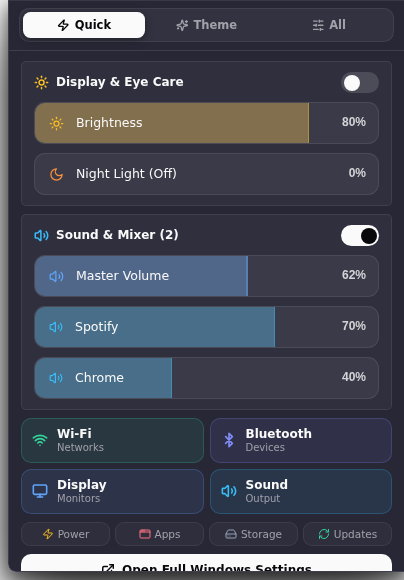 Quick Theme All
Display & Eye Care
Brightness 80%
Night Light (Off) 0%
Sound & Mixer (2)
Master Volume 62%
Spotify 70%
Chrome 40%
Wi-Fi
Networks
Bluetooth
Devices
Display
Monitors
Sound
Output
Power Apps Storage Updates
Open Full Windows Settings